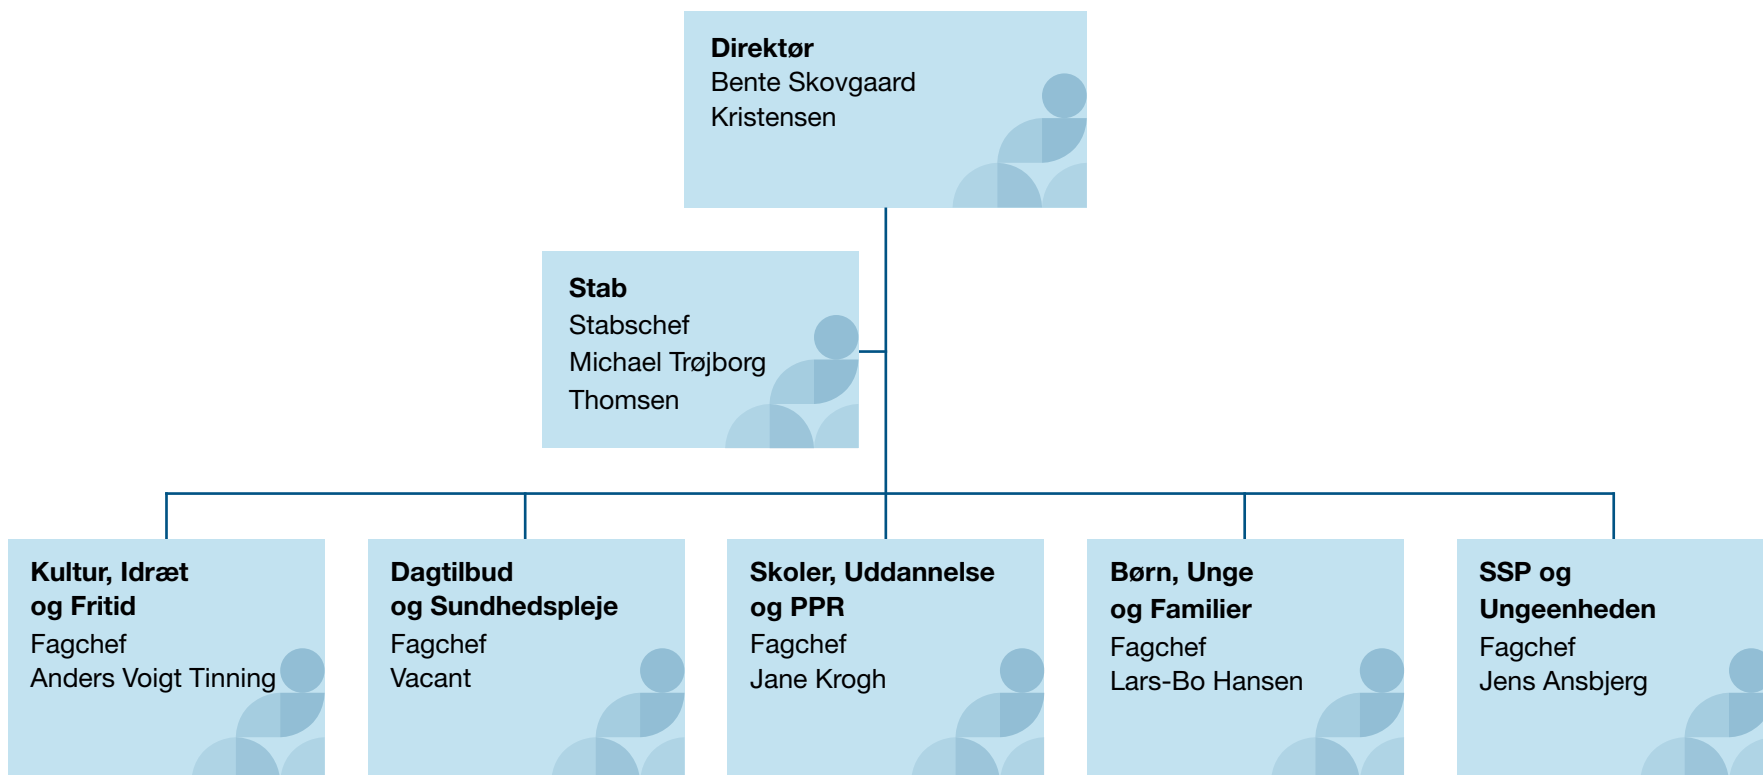 Direktør
Bente Skovgaard
Kristensen
Stab
Stabschef
Michael Trøjborg
Thomsen
Kultur, Idræt
og Fritid
Fagchef
Anders Voigt Tinning
Dagtilbud
og Sundhedspleje
Fagchef
Vacant
Skoler, Uddannelse
og PPR
Fagchef
Jane Krogh
Børn, Unge
og Familier
Fagchef
Lars-Bo Hansen
SSP og
Ungeenheden
Fagchef
Jens Ansbjerg